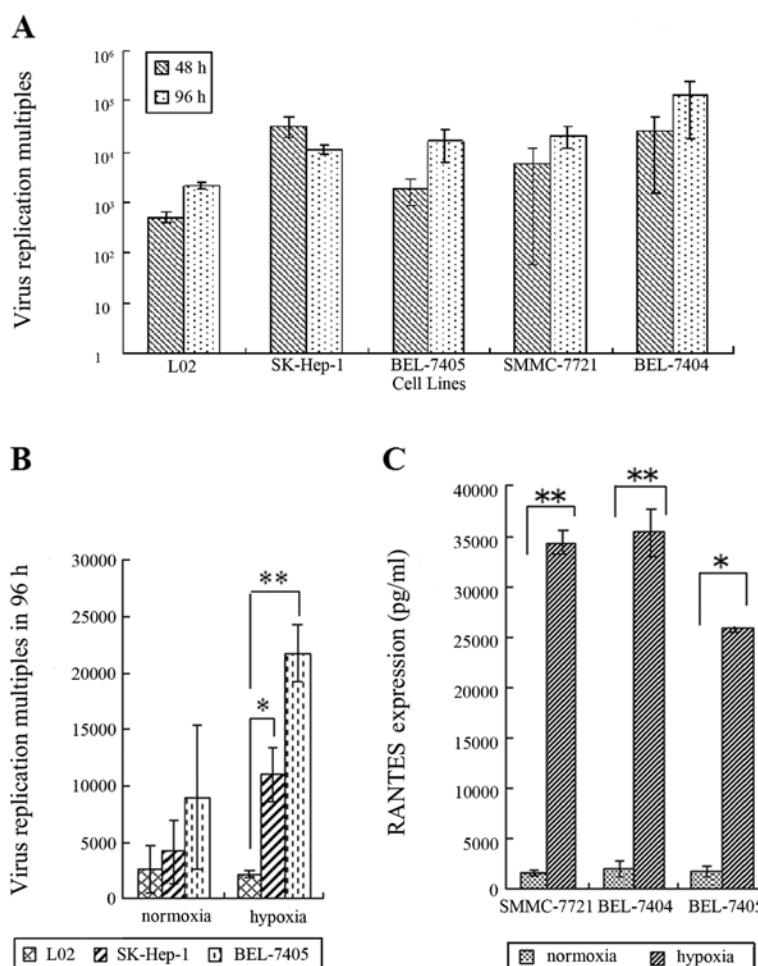 A
Virus replication multiples
10⁶
10⁵
10⁴
10³
10²
10
1
48 h
96 h
L02
SK-Hep-1
BEL-7405
SMMC-7721
BEL-7404
Cell Lines
B
Virus replication multiples in 96 h
30000
25000
20000
15000
10000
5000
0
**
*
normoxia
hypoxia
L02
SK-Hep-1
BEL-7405
C
RANTES expression (pg/ml)
40000
35000
30000
25000
20000
15000
10000
5000
0
**
**
*
SMMC-7721
BEL-7404
BEL-7405
normoxia
hypoxia